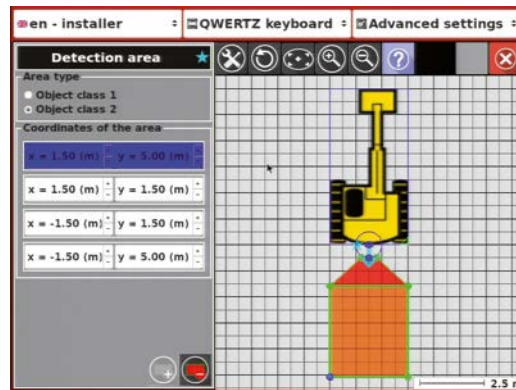 en - installer
QWERTZ keyboard
Advanced settings
Detection area
Area type
Object class 1
Object class 2
Coordinates of the area
x = 1.50 (m) y = 5.00 (m)
x = 1.50 (m) y = 1.50 (m)
x = -1.50 (m) y = 1.50 (m)
x = -1.50 (m) y = 5.00 (m)
?
2.5